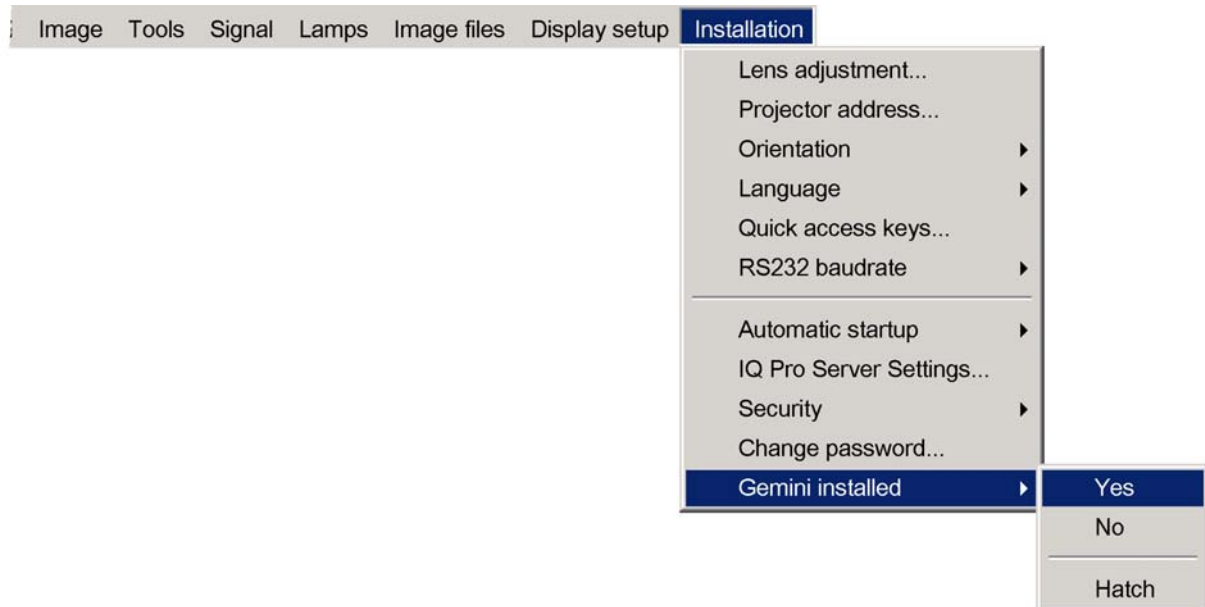 Image Tools Signal Lamps Image files Display setup Installation
Lens adjustment...
Projector address...
Orientation
Language
Quick access keys...
RS232 baudrate
Automatic startup
IQ Pro Server Settings...
Security
Change password...
Gemini installed Yes
No
Hatch